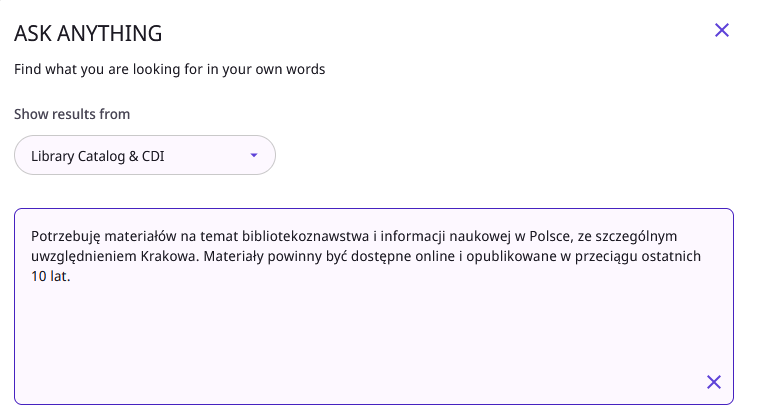 ASK ANYTHING
Find what you are looking for in your own words
Show results from
Library Catalog & CDI
Potrzebuję materiałów na temat bibliotekoznawstwa i informacji naukowej w Polsce, ze szczególnym
uwzględnieniem Krakowa. Materiały powinny być dostępne online i opublikowane w przeciągu ostatnich
10 lat.